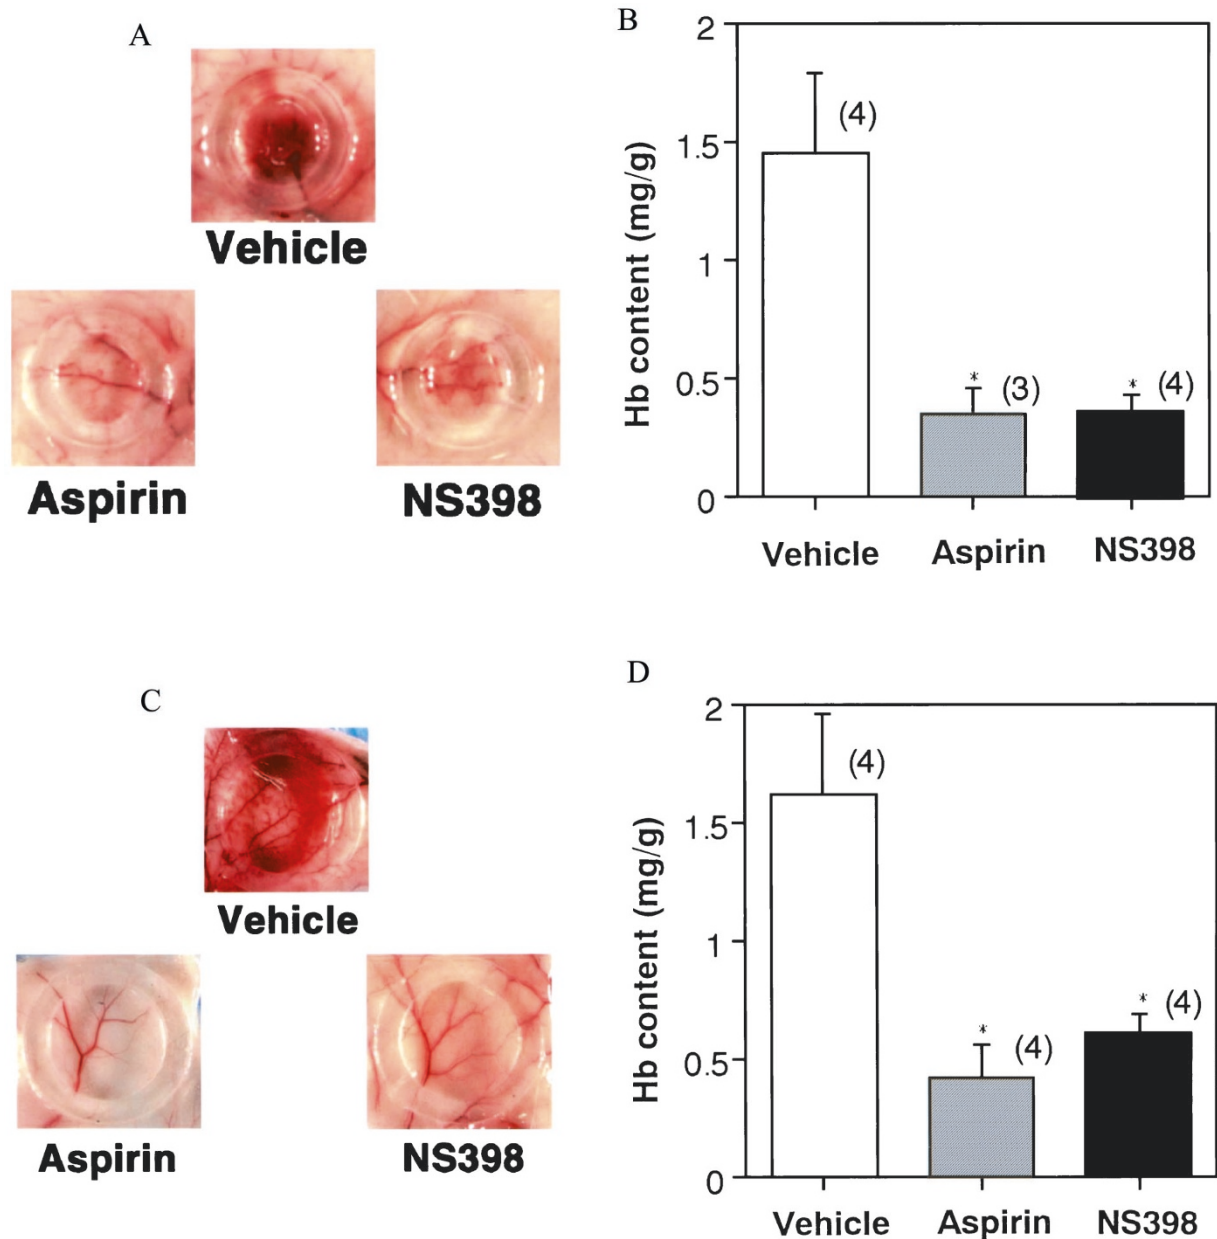 A
Vehicle
Aspirin
NS398
B
Hb content (mg/g)
2
1.5
1
0.5
0
(4)
*
(3)
*
(4)
Vehicle
Aspirin
NS398
C
Vehicle
Aspirin
NS398
D
Hb content (mg/g)
2
1.5
1
0.5
0
(4)
*
(4)
*
(4)
Vehicle
Aspirin
NS398